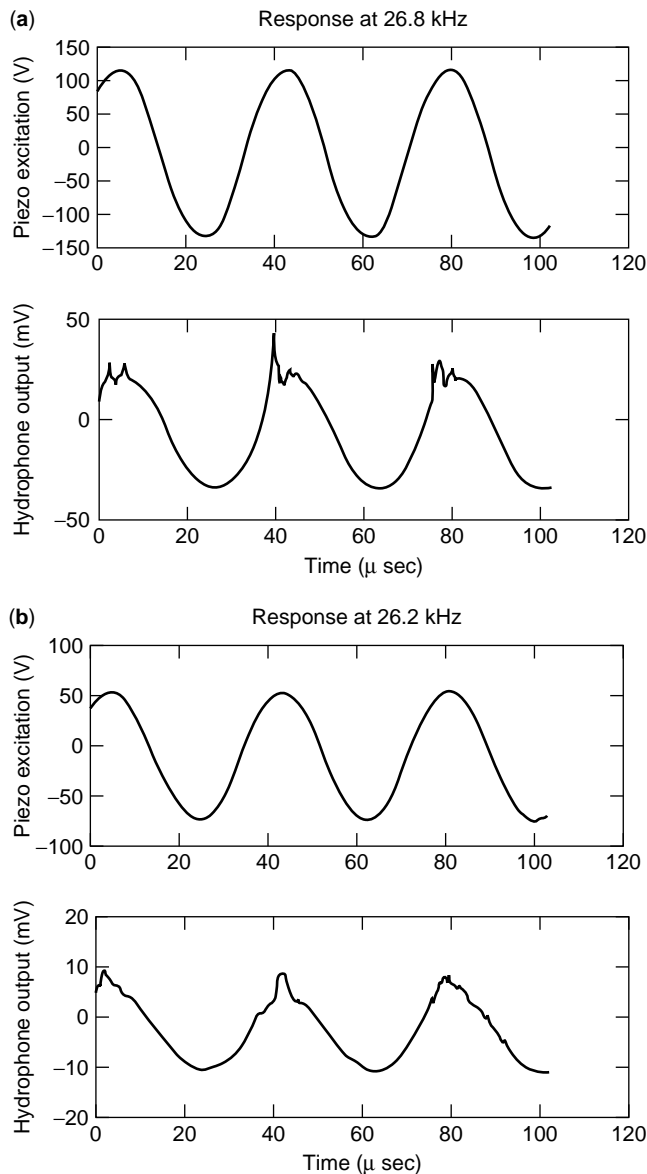 (a) Response at 26.8 kHz
Piezo excitation (V)
150
100
50
0
−50
−100
−150
0 20 40 60 80 100 120
Hydrophone output (mV)
50
0
−50
0 20 40 60 80 100 120
Time (μ sec)
(b) Response at 26.2 kHz
Piezo excitation (V)
100
50
0
−50
−100
0 20 40 60 80 100 120
Hydrophone output (mV)
20
10
0
−10
−20
0 20 40 60 80 100 120
Time (μ sec)